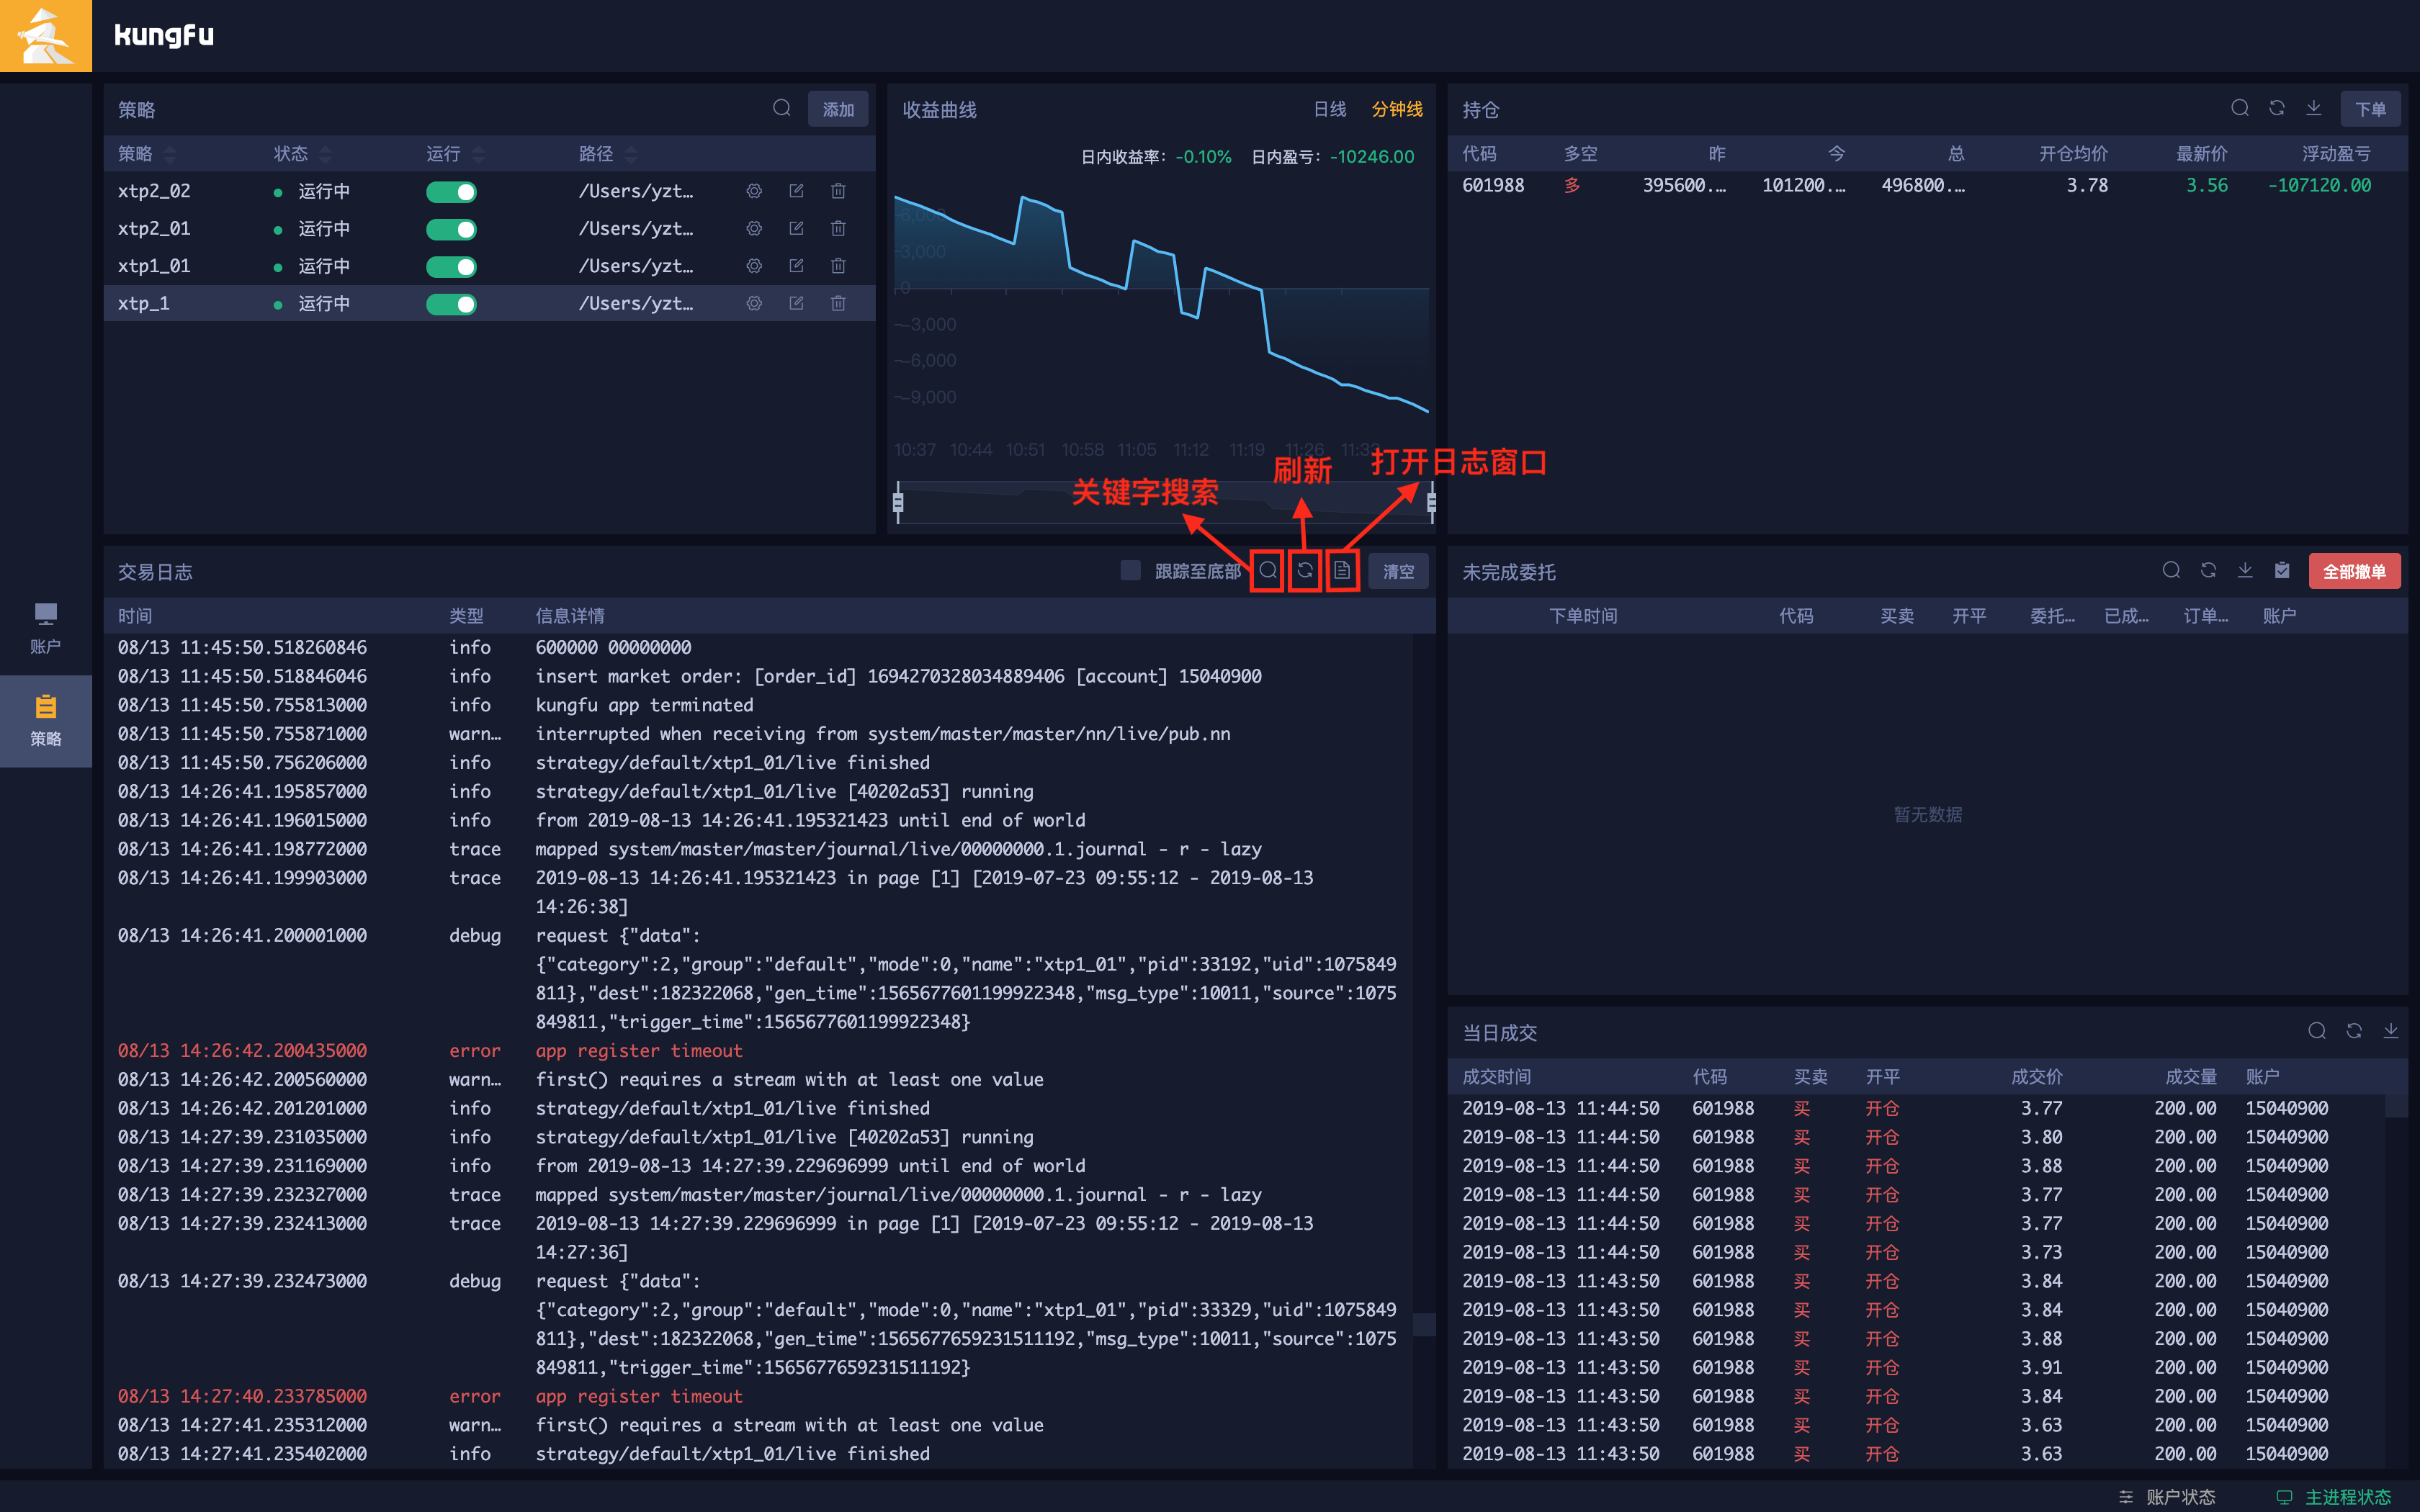 kungfu
策略
添加
策略 状态 运行 路径
xtp2_02 运行中 /Users/yzt...
xtp2_01 运行中 /Users/yzt...
xtp1_01 运行中 /Users/yzt...
xtp_1 运行中 /Users/yzt...
收益曲线 日线 分钟线
日内收益率: -0.10% 日内盈亏: -10246.00
6,000
3,000
0
-3,000
-6,000
-9,000
10:37 10:44 10:51 10:58 11:05 11:12 11:19 11:26 11:33
关键字搜索
刷新
打开日志窗口
持仓
下单
代码 多空 昨 今 总 开仓均价 最新价 浮动盈亏
601988 多 395600.... 101200.... 496800.... 3.78 3.56 -107120.00
账户
策略
交易日志 跟踪至底部 清空
时间 类型 信息详情
08/13 11:45:50.518260846 info 600000 00000000
08/13 11:45:50.518846046 info insert market order: [order_id] 1694270328034889406 [account] 15040900
08/13 11:45:50.755813000 info kungfu app terminated
08/13 11:45:50.755871000 warn... interrupted when receiving from system/master/master/nn/live/pub.nn
08/13 11:45:50.756206000 info strategy/default/xtp1_01/live finished
08/13 14:26:41.195857000 info strategy/default/xtp1_01/live [40202a53] running
08/13 14:26:41.196015000 info from 2019-08-13 14:26:41.195321423 until end of world
08/13 14:26:41.198772000 trace mapped system/master/master/journal/live/00000000.1.journal - r - lazy
08/13 14:26:41.199903000 trace 2019-08-13 14:26:41.195321423 in page [1] [2019-07-23 09:55:12 - 2019-08-13
14:26:38]
08/13 14:26:41.200001000 debug request {"data":
{"category":2,"group":"default","mode":0,"name":"xtp1_01","pid":33192,"uid":1075849
811},"dest":182322068,"gen_time":1565677601199922348,"msg_type":10011,"source":1075
849811,"trigger_time":1565677601199922348}
08/13 14:26:42.200435000 error app register timeout
08/13 14:26:42.200560000 warn... first() requires a stream with at least one value
08/13 14:26:42.201201000 info strategy/default/xtp1_01/live finished
08/13 14:27:39.231035000 info strategy/default/xtp1_01/live [40202a53] running
08/13 14:27:39.231169000 info from 2019-08-13 14:27:39.229696999 until end of world
08/13 14:27:39.232327000 trace mapped system/master/master/journal/live/00000000.1.journal - r - lazy
08/13 14:27:39.232413000 trace 2019-08-13 14:27:39.229696999 in page [1] [2019-07-23 09:55:12 - 2019-08-13
14:27:36]
08/13 14:27:39.232473000 debug request {"data":
{"category":2,"group":"default","mode":0,"name":"xtp1_01","pid":33329,"uid":1075849
811},"dest":182322068,"gen_time":1565677659231511192,"msg_type":10011,"source":1075
849811,"trigger_time":1565677659231511192}
08/13 14:27:40.233785000 error app register timeout
08/13 14:27:41.235312000 warn... first() requires a stream with at least one value
08/13 14:27:41.235402000 info strategy/default/xtp1_01/live finished
未完成委托 全部撤单
下单时间 代码 买卖 开平 委托... 已成... 订单... 账户
暂无数据
当日成交
成交时间 代码 买卖 开平 成交价 成交量 账户
2019-08-13 11:44:50 601988 买 开仓 3.77 200.00 15040900
2019-08-13 11:44:50 601988 买 开仓 3.80 200.00 15040900
2019-08-13 11:44:50 601988 买 开仓 3.88 200.00 15040900
2019-08-13 11:44:50 601988 买 开仓 3.77 200.00 15040900
2019-08-13 11:44:50 601988 买 开仓 3.77 200.00 15040900
2019-08-13 11:44:50 601988 买 开仓 3.73 200.00 15040900
2019-08-13 11:43:50 601988 买 开仓 3.84 200.00 15040900
2019-08-13 11:43:50 601988 买 开仓 3.84 200.00 15040900
2019-08-13 11:43:50 601988 买 开仓 3.88 200.00 15040900
2019-08-13 11:43:50 601988 买 开仓 3.91 200.00 15040900
2019-08-13 11:43:50 601988 买 开仓 3.84 200.00 15040900
2019-08-13 11:43:50 601988 买 开仓 3.63 200.00 15040900
2019-08-13 11:43:50 601988 买 开仓 3.63 200.00 15040900
账户状态 主进程状态